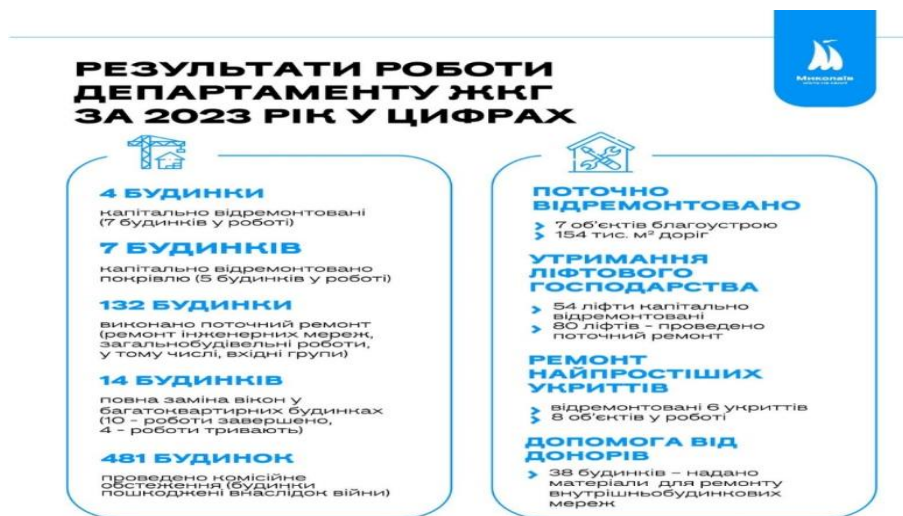 Миколаїв
РЕЗУЛЬТАТИ РОБОТИ
ДЕПАРТАМЕНТУ ЖКГ
ЗА 2023 РІК У ЦИФРАХ
4 БУДИНКИ
капітально відремонтовані
(7 будинків у роботі)
7 БУДИНКІВ
капітально відремонтовано
покрівлю (5 будинків у роботі)
132 БУДИНКИ
виконано поточний ремонт
(ремонт інженерних мереж,
загальнобудівельні роботи,
у тому числі, вхідні групи)
14 БУДИНКІВ
повна заміна вікон у
багатоквартирних будинках
(10 - роботи завершено,
4 - роботи тривають)
481 БУДИНОК
проведено комісійне
обстеження (будинки
пошкоджені внаслідок війни)
ПОТОЧНО
ВІДРЕМОНТОВАНО
7 об'єктів благоустрою
154 тис. м² доріг
УТРИМАННЯ
ЛІФТОВОГО
ГОСПОДАРСТВА
54 ліфти капітально
відремонтовані
80 ліфтів - проведено
поточний ремонт
РЕМОНТ
НАЙПРОСТІШИХ
УКРИТТІВ
відремонтовані 6 укриттів
8 об'єктів у роботі
ДОПОМОГА ВІД
ДОНОРІВ
38 будинків – надано
матеріали для ремонту
внутрішньобудинкових
мереж